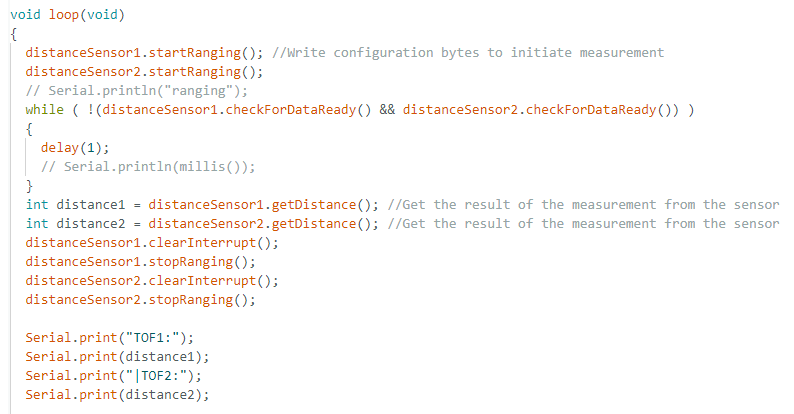 void loop(void)
{
distanceSensor1.startRanging(); //Write configuration bytes to initiate measurement
distanceSensor2.startRanging();
// Serial.println("ranging");
while ( !(distanceSensor1.checkForDataReady() && distanceSensor2.checkForDataReady()) )
{
delay(1);
// Serial.println(millis());
}
int distance1 = distanceSensor1.getDistance(); //Get the result of the measurement from the sensor
int distance2 = distanceSensor2.getDistance(); //Get the result of the measurement from the sensor
distanceSensor1.clearInterrupt();
distanceSensor1.stopRanging();
distanceSensor2.clearInterrupt();
distanceSensor2.stopRanging();
Serial.print("TOF1:");
Serial.print(distance1);
Serial.print("|TOF2:");
Serial.print(distance2);